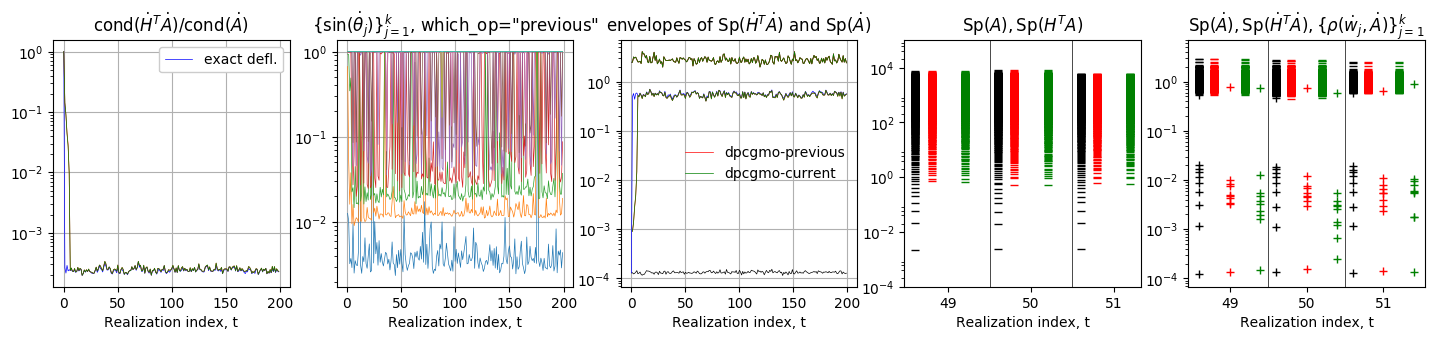 cond(Ḣ^T Ȧ)/cond(Ȧ)
exact defl.
10^0
10^−1
10^−2
10^−3
0 50 100 150 200
Realization index, t
{sin(θ̇_j)}_{j=1}^k, which_op="previous"
10^0
10^−1
10^−2
0 50 100 150 200
Realization index, t
envelopes of Sp(Ḣ^T Ȧ) and Sp(Ȧ)
10^0
10^−1
10^−2
10^−3
10^−4
dpcgmo-previous
dpcgmo-current
0 50 100 150 200
Realization index, t
Sp(A), Sp(H^T A)
10^4
10^2
10^0
10^−2
10^−4
49 50 51
Realization index, t
Sp(Ȧ), Sp(Ḣ^T Ȧ), {ρ(ẇ_j, Ȧ)}_{j=1}^k
10^0
10^−1
10^−2
10^−3
10^−4
49 50 51
Realization index, t